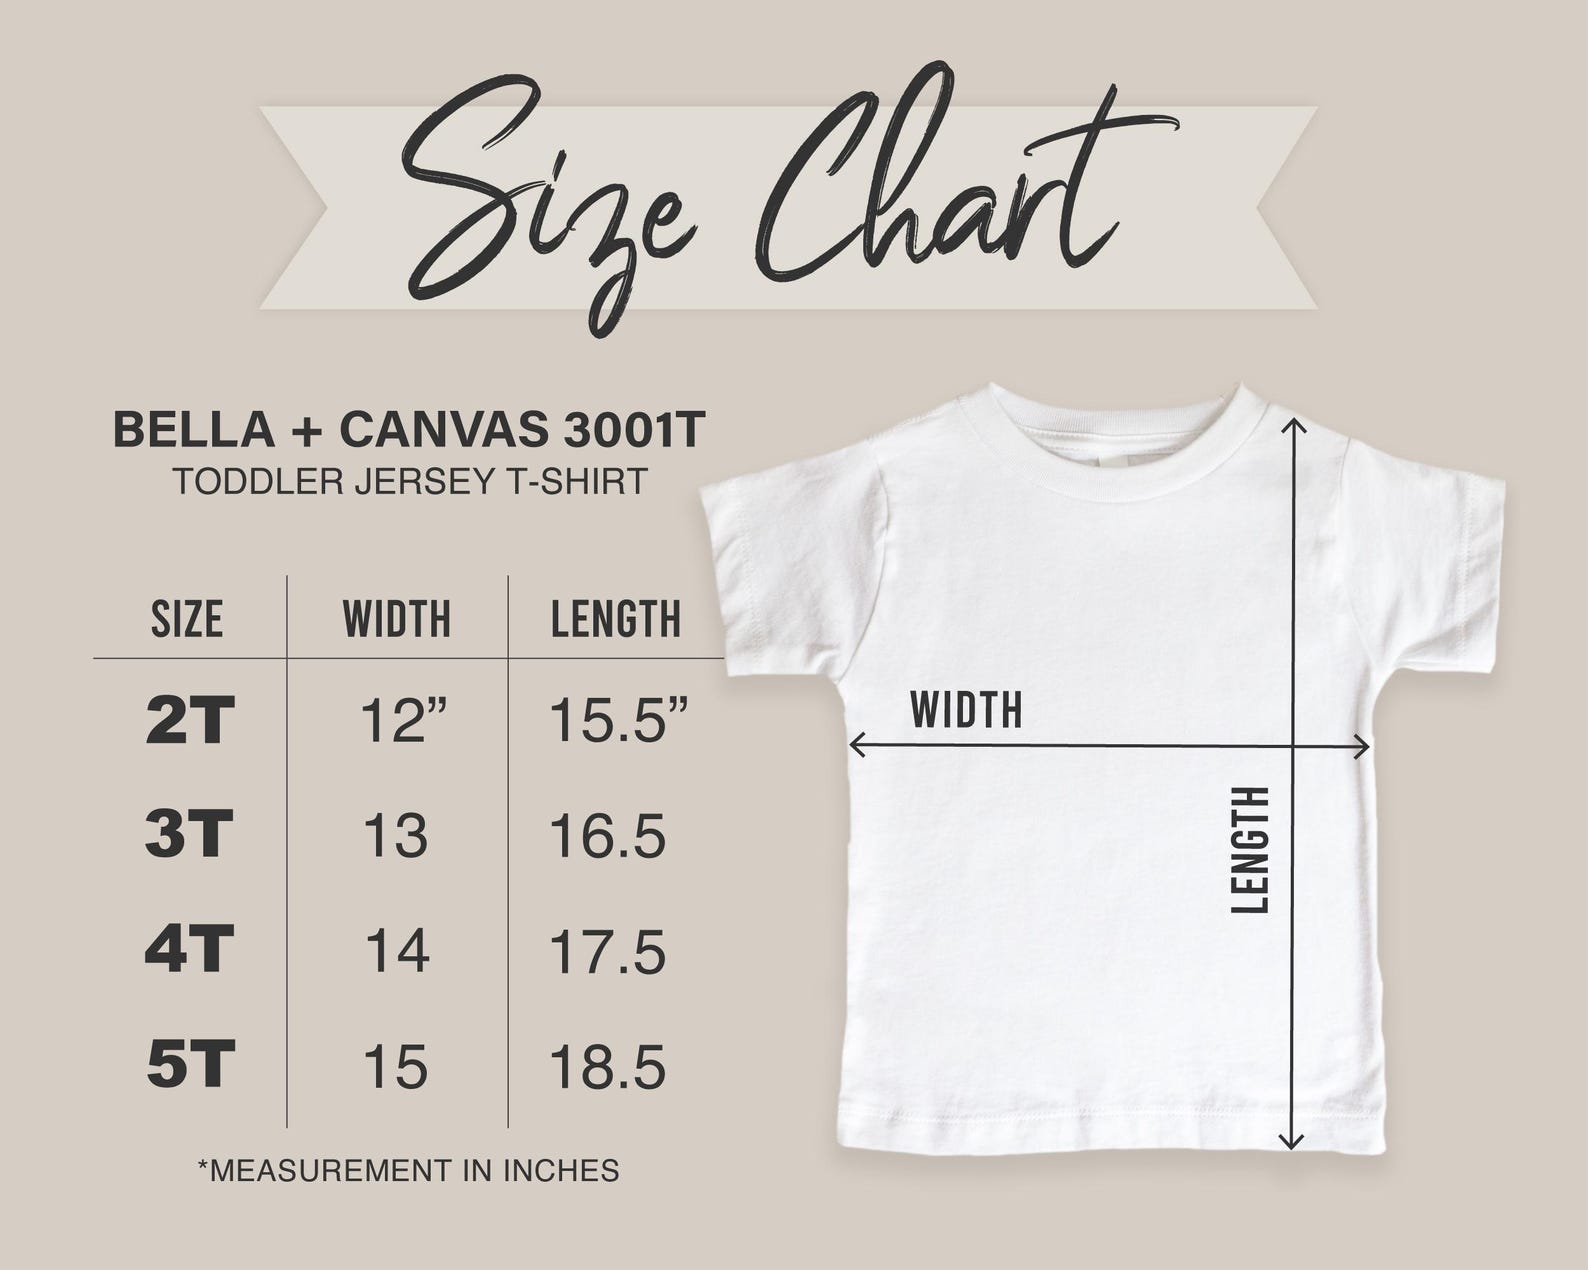 Size Chart
BELLA + CANVAS 3001T
TODDLER JERSEY T-SHIRT
SIZE WIDTH LENGTH
2T 12” 15.5”
3T 13 16.5
4T 14 17.5
5T 15 18.5
*MEASUREMENT IN INCHES
WIDTH
LENGTH